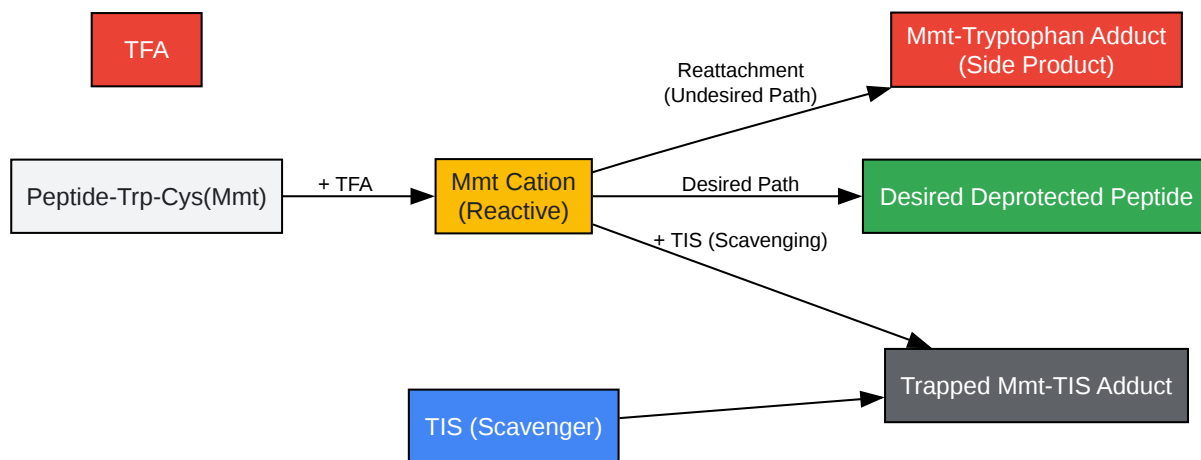 TFA
Mmt-Tryptophan Adduct
(Side Product)
Reattachment
(Undesired Path)
Peptide-Trp-Cys(Mmt)
+ TFA
Mmt Cation
(Reactive)
Desired Path
Desired Deprotected Peptide
+ TIS (Scavenging)
Trapped Mmt-TIS Adduct
TIS (Scavenger)